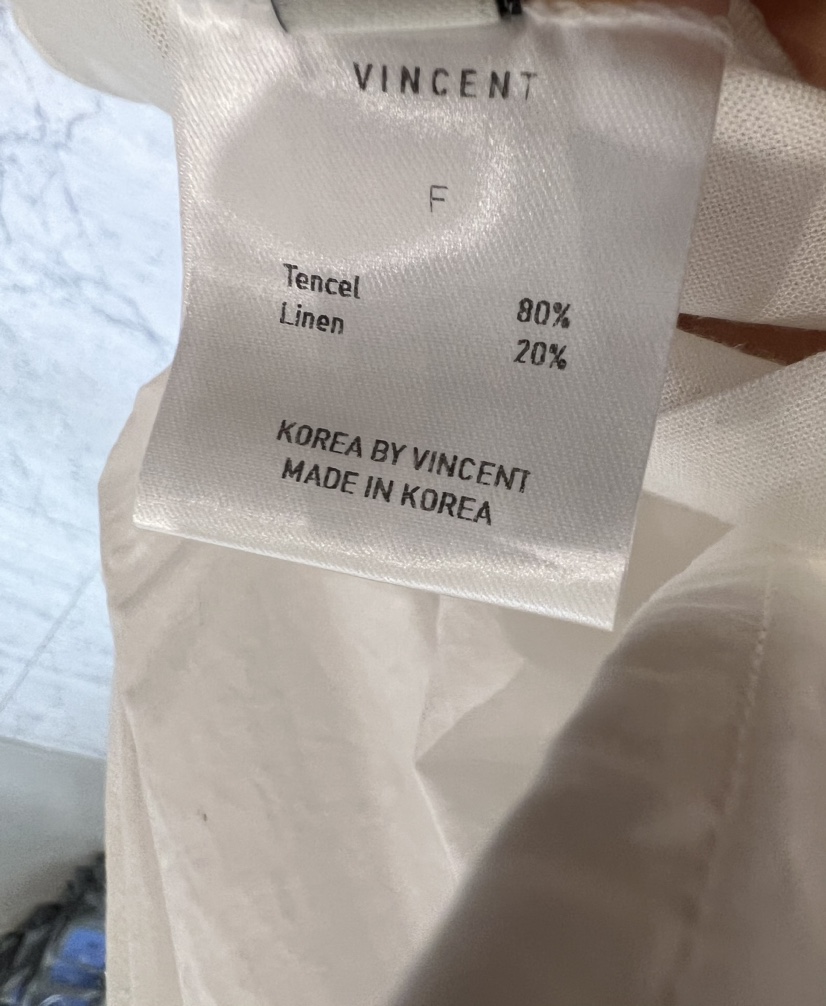 VINCENT
F
Tencel 80%
Linen 20%
KOREA BY VINCENT
MADE IN KOREA